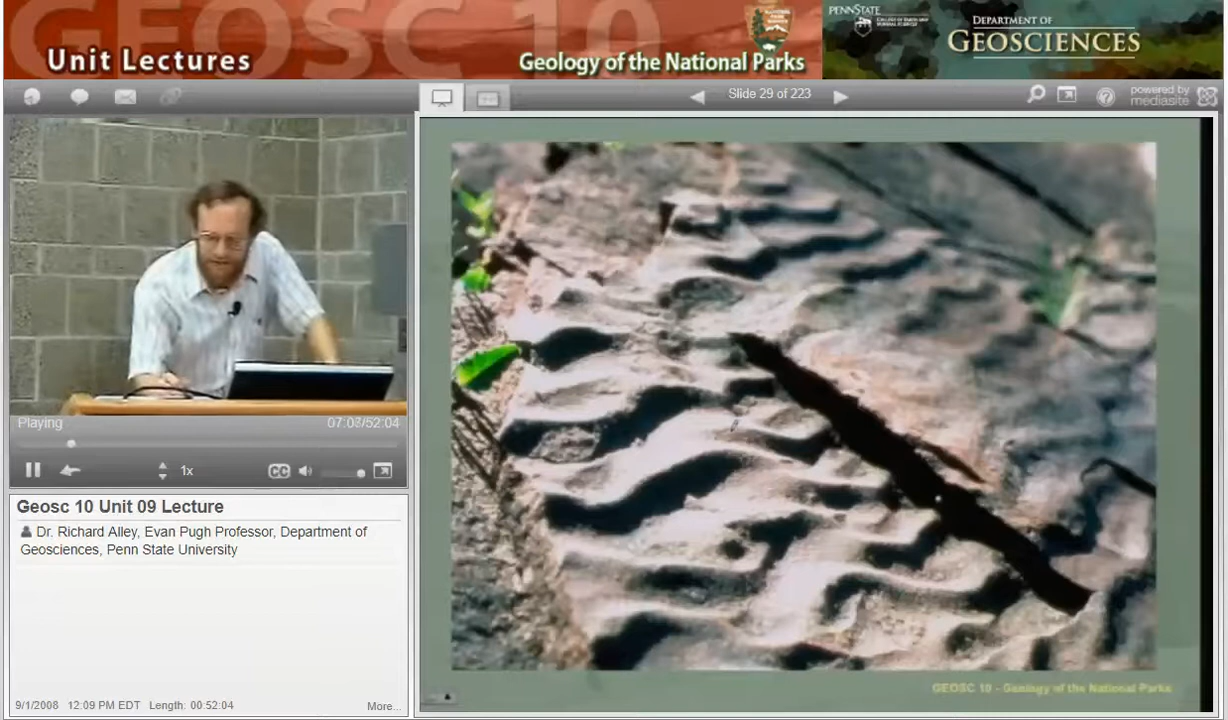 GEOSC 10
Unit Lectures
Geology of the National Parks
PENNSTATE
DEPARTMENT OF
GEOSCIENCES
Slide 29 of 223
powered by
mediasite
Playing
07:03/52:04
1x
CC
Geosc 10 Unit 09 Lecture
Dr. Richard Alley, Evan Pugh Professor, Department of
Geosciences, Penn State University
9/1/2008 12:09 PM EDT Length: 00:52:04
More...
GEOSC 10 - Geology of the National Parks